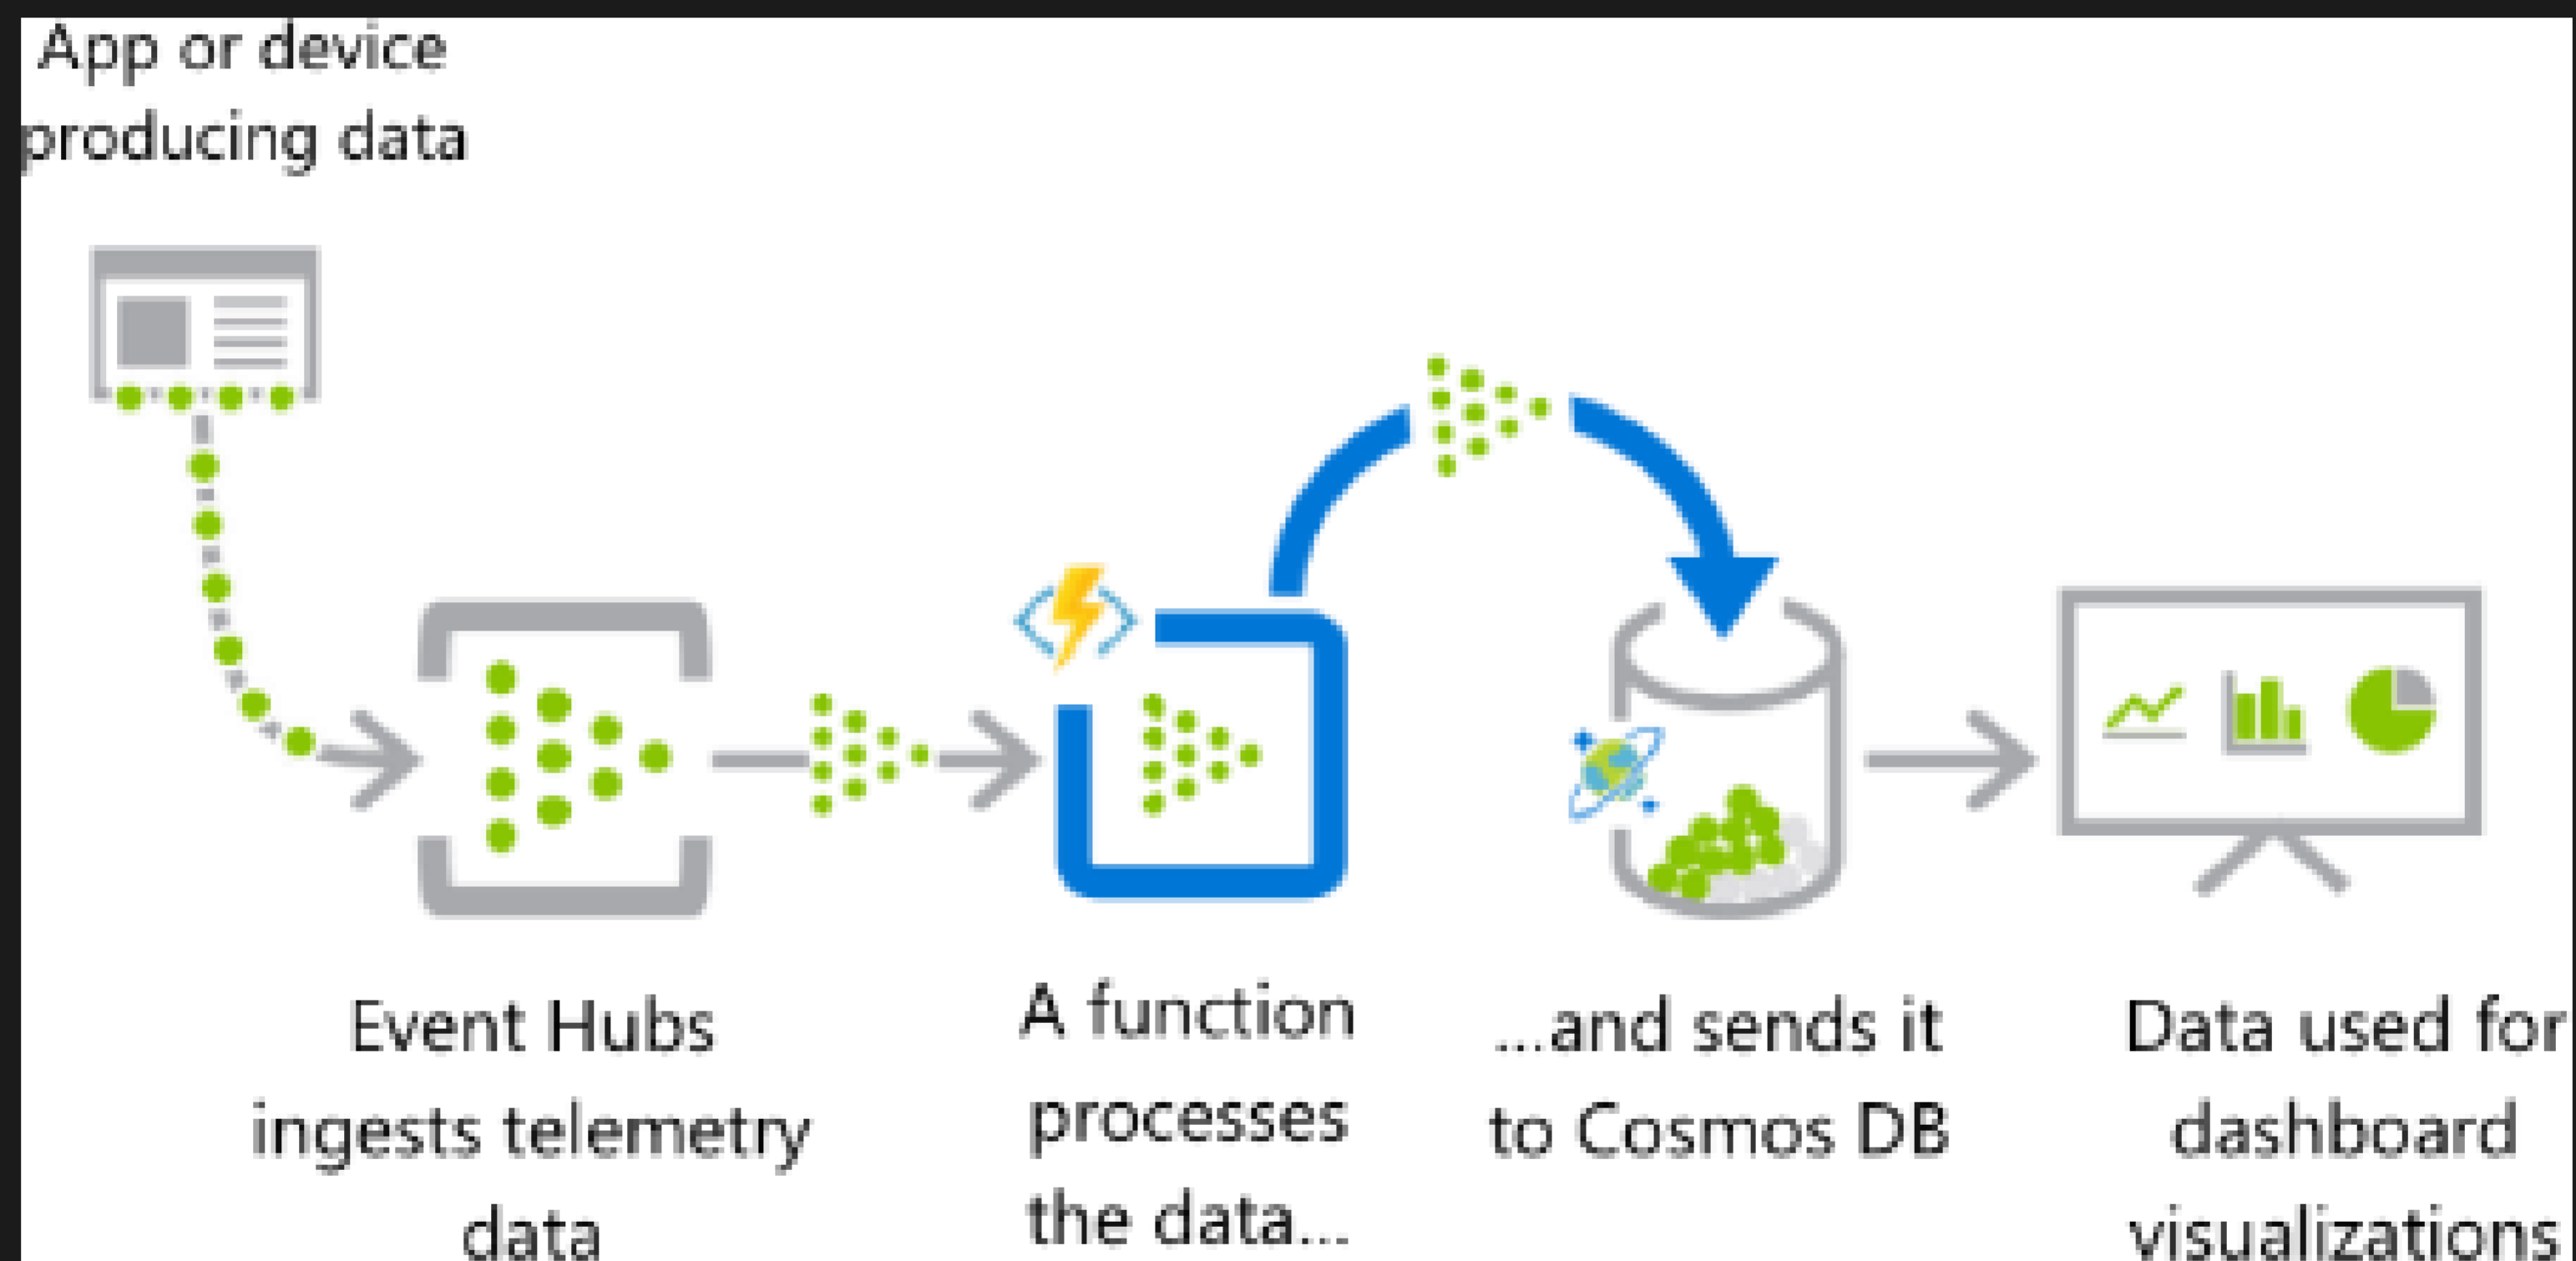 App or device
producing data
Event Hubs
ingests telemetry
data
A function
processes
the data...
...and sends it
to Cosmos DB
Data used for
dashboard
visualizations